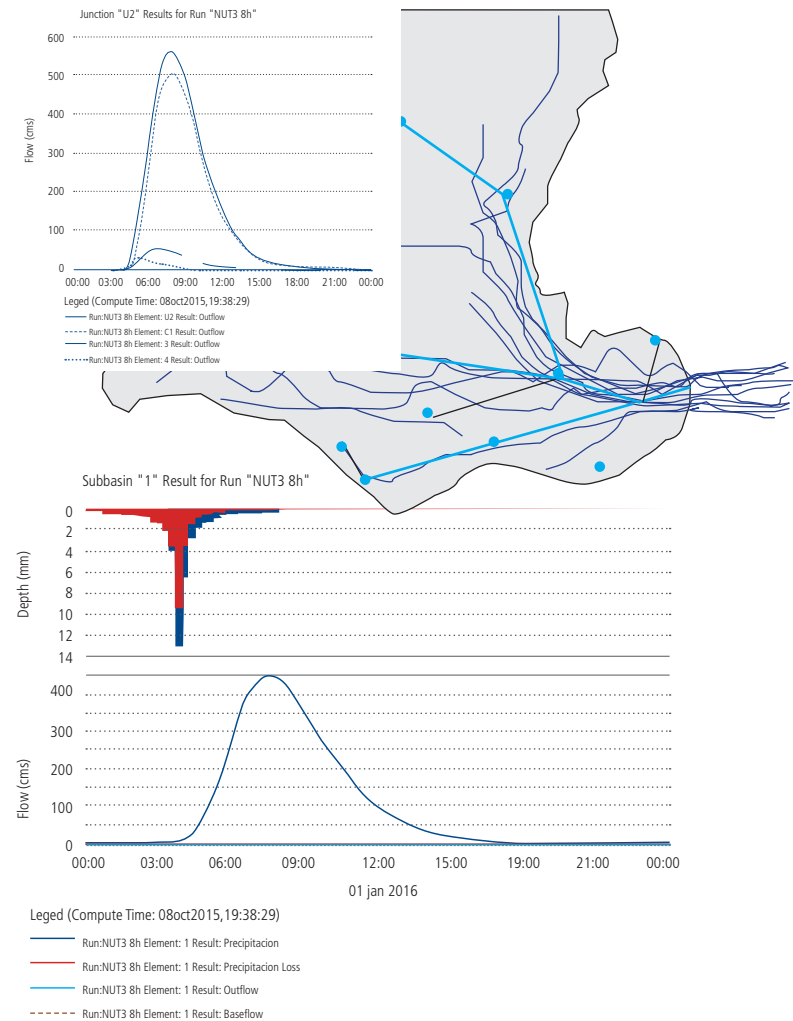 Junction "U2" Results for Run "NUT3 8h"
600
500
400
300
200
100
0
Flow (cms)
00:00 03:00 06:00 09:00 12:00 15:00 18:00 21:00 00:00
Leged (Compute Time: 08oct2015,19:38:29)
Run:NUT3 8h Element: U2 Result: Outflow
Run:NUT3 8h Element: C1 Result: Outflow
Run:NUT3 8h Element: 3 Result: Outflow
Run:NUT3 8h Element: 4 Result: Outflow
Subbasin "1" Result for Run "NUT3 8h"
0
2
4
6
8
10
12
14
Depth (mm)
400
300
200
100
0
Flow (cms)
00:00 03:00 06:00 09:00 12:00 15:00 19:00 21:00 00:00
01 jan 2016
Leged (Compute Time: 08oct2015,19:38:29)
Run:NUT3 8h Element: 1 Result: Precipitacion
Run:NUT3 8h Element: 1 Result: Precipitacion Loss
Run:NUT3 8h Element: 1 Result: Outflow
Run:NUT3 8h Element: 1 Result: Baseflow